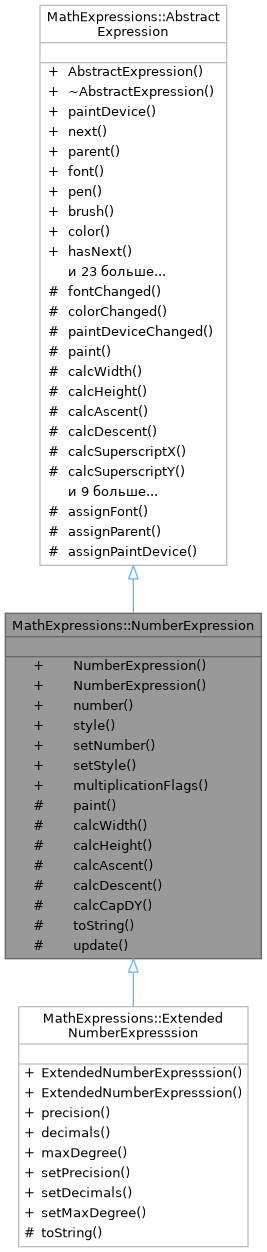 MathExpressions::Abstract
Expression
+ AbstractExpression()
+ ~AbstractExpression()
+ paintDevice()
+ next()
+ parent()
+ font()
+ pen()
+ brush()
+ color()
+ hasNext()
и 23 больше...
# fontChanged()
# colorChanged()
# paintDeviceChanged()
# paint()
# calcWidth()
# calcHeight()
# calcAscent()
# calcDescent()
# calcSuperscriptX()
# calcSuperscriptY()
и 9 больше...
# assignFont()
# assignParent()
# assignPaintDevice()
MathExpressions::NumberExpression
+ NumberExpression()
+ NumberExpression()
+ number()
+ style()
+ setNumber()
+ setStyle()
+ multiplicationFlags()
# paint()
# calcWidth()
# calcHeight()
# calcAscent()
# calcDescent()
# calcCapDY()
# toString()
# update()
MathExpressions::Extended
NumberExpresssion
+ ExtendedNumberExpresssion()
+ ExtendedNumberExpresssion()
+ precision()
+ decimals()
+ maxDegree()
+ setPrecision()
+ setDecimals()
+ setMaxDegree()
# toString()